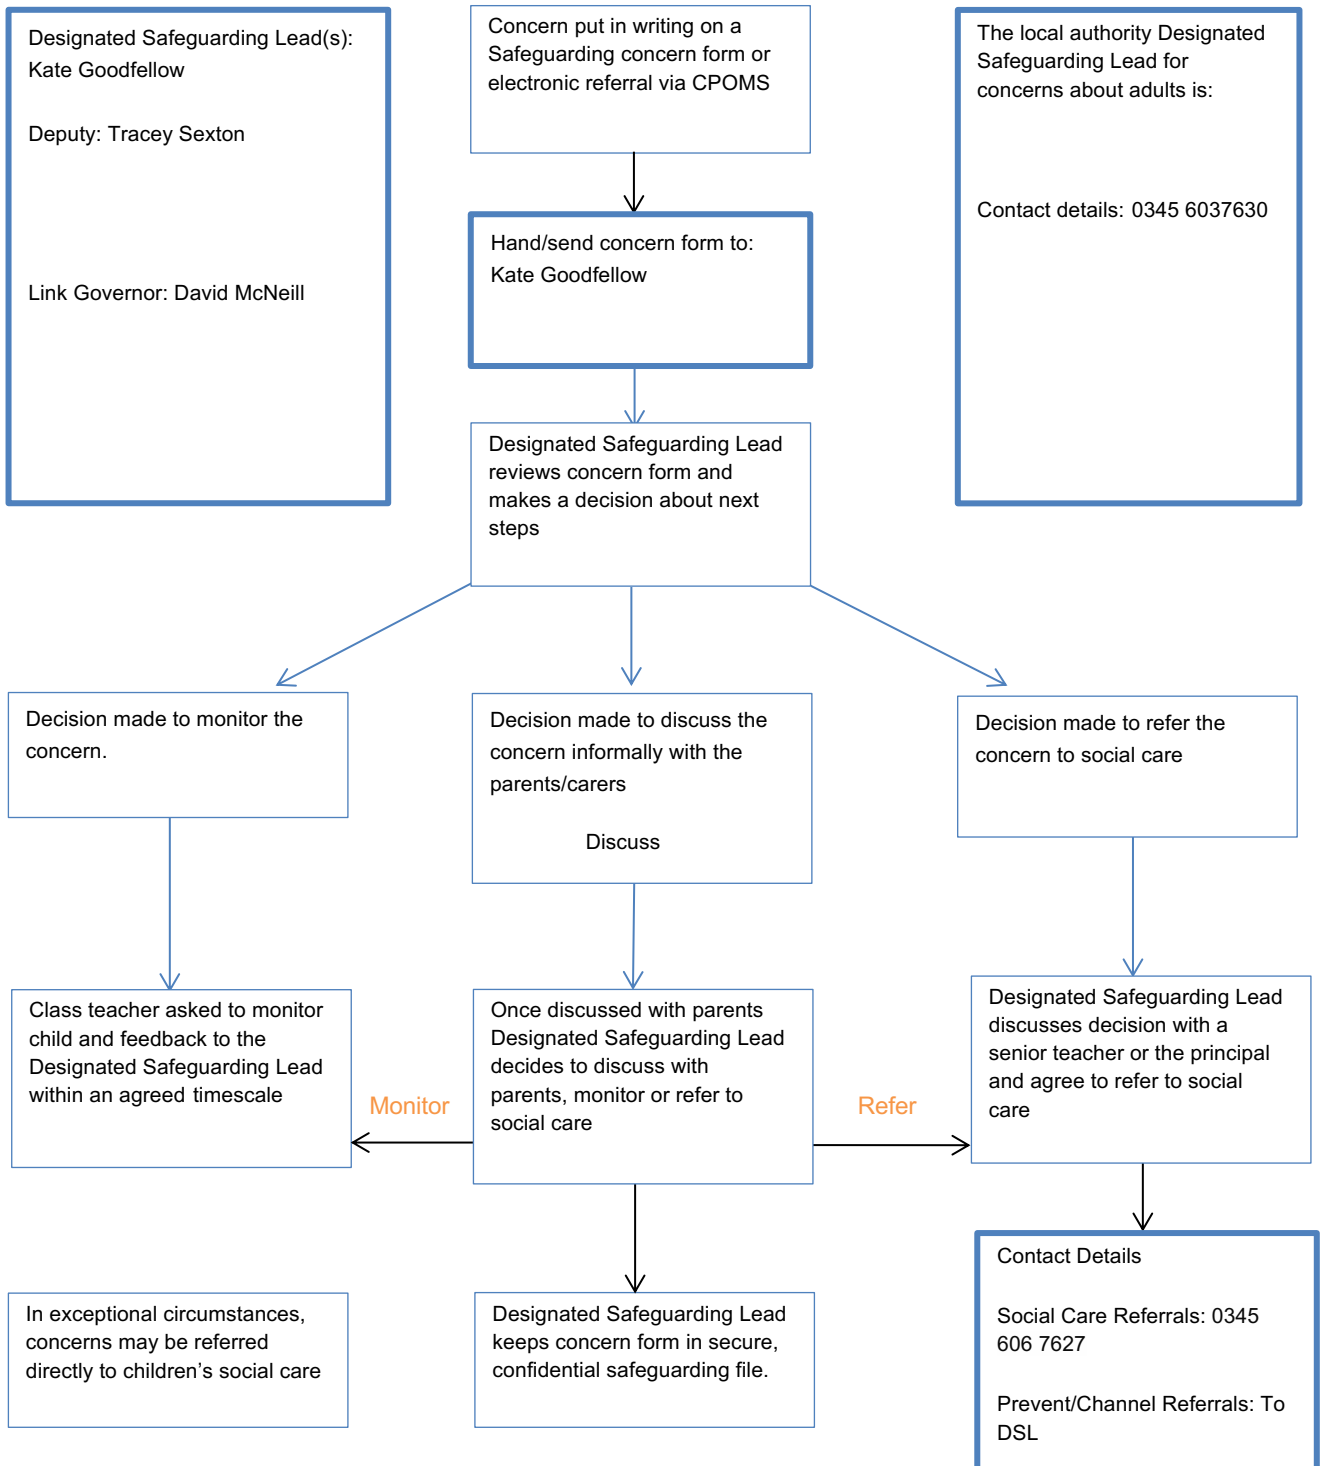 Designated Safeguarding Lead(s):
Kate Goodfellow
Deputy: Tracey Sexton
Link Governor: David McNeill
Concern put in writing on a
Safeguarding concern form or
electronic referral via CPOMS
The local authority Designated
Safeguarding Lead for
concerns about adults is:
Contact details: 0345 6037630
Hand/send concern form to:
Kate Goodfellow
Designated Safeguarding Lead
reviews concern form and
makes a decision about next
steps
Decision made to monitor the
concern.
Decision made to discuss the
concern informally with the
parents/carers
Discuss
Decision made to refer the
concern to social care
Class teacher asked to monitor
child and feedback to the
Designated Safeguarding Lead
within an agreed timescale
Monitor
Once discussed with parents
Designated Safeguarding Lead
decides to discuss with
parents, monitor or refer to
social care
Refer
Designated Safeguarding Lead
discusses decision with a
senior teacher or the principal
and agree to refer to social
care
In exceptional circumstances,
concerns may be referred
directly to children’s social care
Designated Safeguarding Lead
keeps concern form in secure,
confidential safeguarding file.
Contact Details
Social Care Referrals: 0345
606 7627
Prevent/Channel Referrals: To
DSL